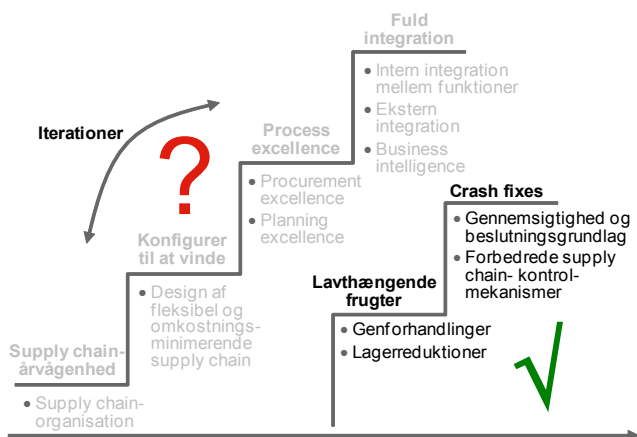 Fuld
integration
• Intern integration
mellem funktioner
• Ekstern
integration
• Business
intelligence
Iterationer
?
Process
excellence
• Procurement
excellence
• Planning
excellence
Konfigurer
til at vinde
• Design af
fleksibel og
omkostnings-
minimerende
supply chain
Supply chain-
årvågenhed
• Supply chain-
organisation
Crash fixes
• Gennemsigtighed og
beslutningsgrundlag
• Forbedrede supply
chain- kontrol-
mekanismer
Lavthængende
frugter
• Genforhandlinger
• Lagerreduktioner